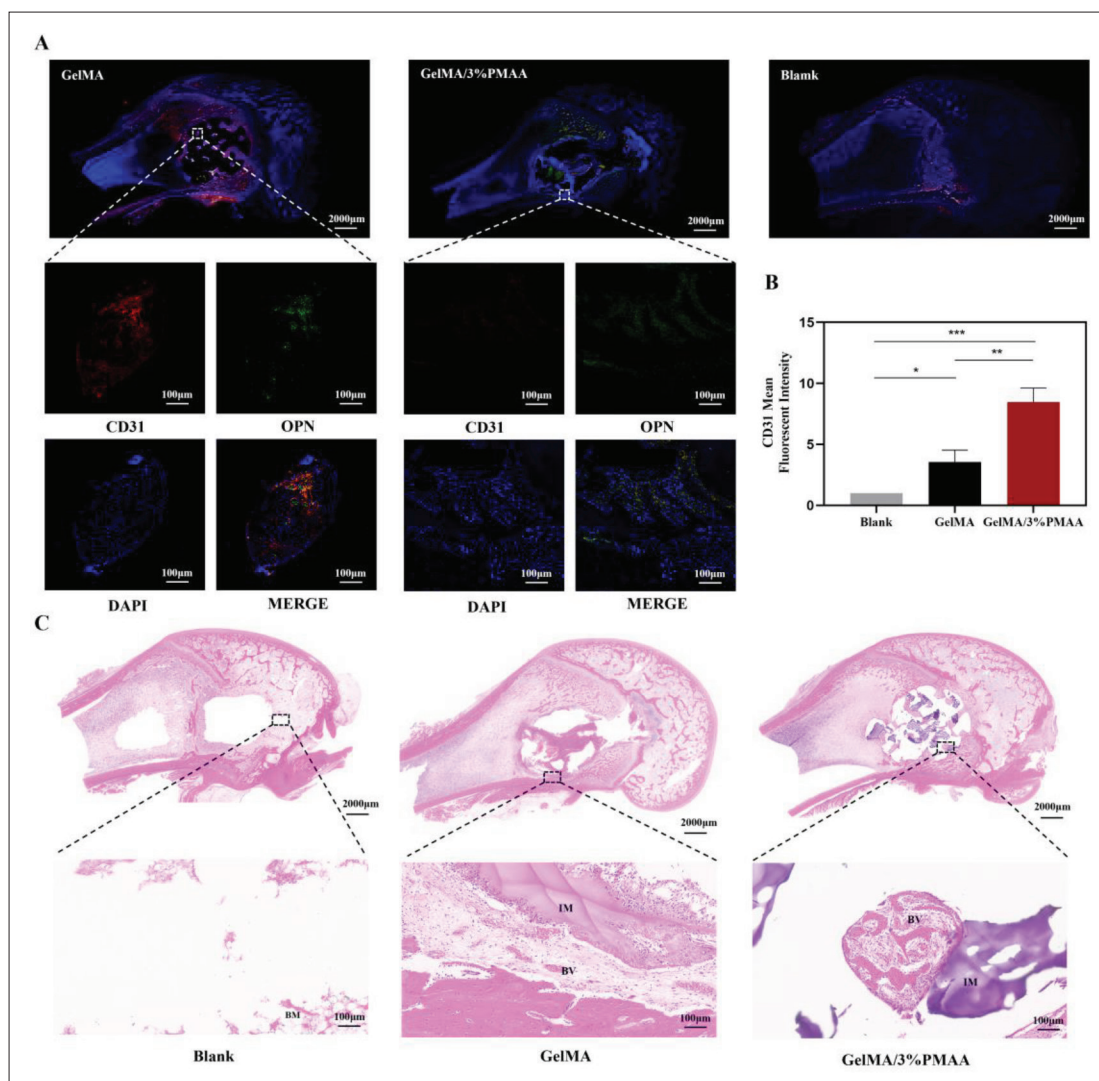 A
GelMA
GelMA/3%PMAA
Blamk
2000μm
2000μm
2000μm
100μm
100μm
100μm
100μm
CD31
OPN
CD31
OPN
100μm
100μm
100μm
100μm
DAPI
MERGE
DAPI
MERGE
B
CD31 Mean
Fluorescent Intensity
15
10
5
0
***
**
*
Blank
GelMA
GelMA/3%PMAA
C
2000μm
2000μm
2000μm
BM
100μm
IM
BV
100μm
BV
IM
100μm
Blank
GelMA
GelMA/3%PMAA